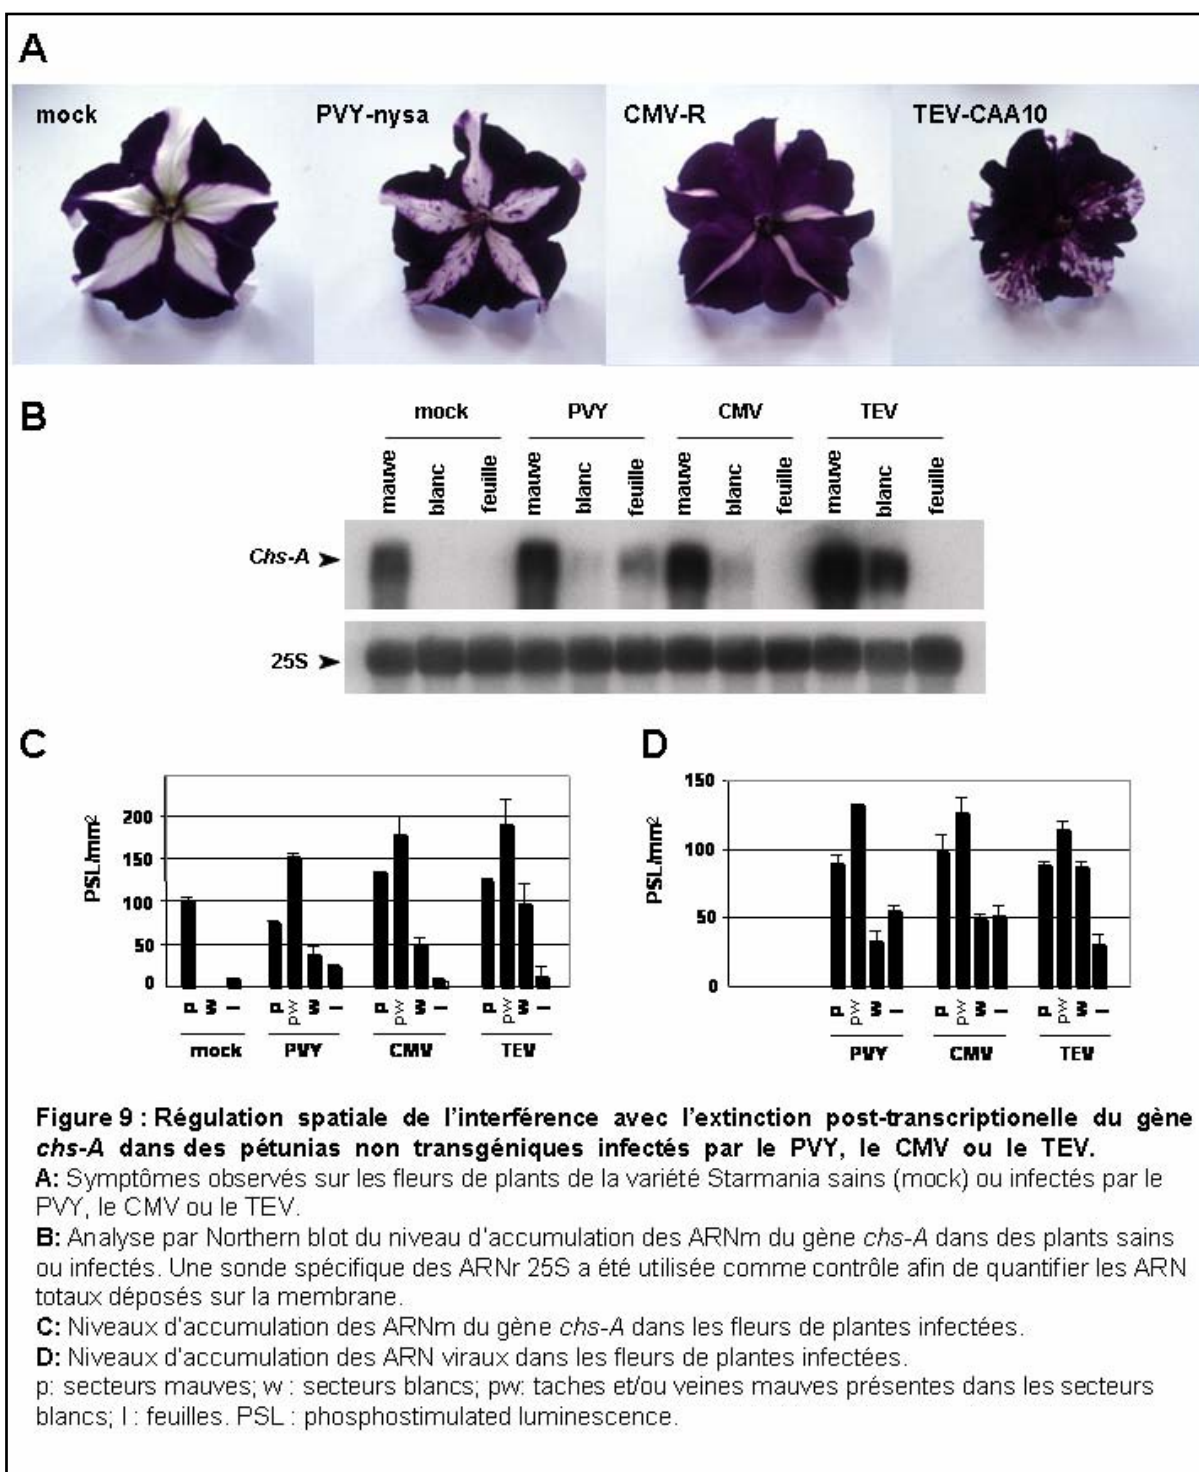 A
mock PVY-nysa CMV-R TEV-CAA10
B
mock PVY CMV TEV
mauve blanc feuille mauve blanc feuille mauve blanc feuille mauve blanc feuille
Chs-A
25S
C
PSL/mm²
200
150
100
50
0
p w l p pw w l p pw w l p pw w l
mock PVY CMV TEV
D
PSL/mm²
150
100
50
0
p pw w l p pw w l p pw w l
PVY CMV TEV
Figure 9 : Régulation spatiale de l'interférence avec l'extinction post-transcriptionelle du gène
chs-A dans des pétunias non transgéniques infectés par le PVY, le CMV ou le TEV.
A: Symptômes observés sur les fleurs de plants de la variété Starmania sains (mock) ou infectés par le
PVY, le CMV ou le TEV.
B: Analyse par Northern blot du niveau d'accumulation des ARNm du gène chs-A dans des plants sains
ou infectés. Une sonde spécifique des ARNr 25S a été utilisée comme contrôle afin de quantifier les ARN
totaux déposés sur la membrane.
C: Niveaux d'accumulation des ARNm du gène chs-A dans les fleurs de plantes infectées.
D: Niveaux d'accumulation des ARN viraux dans les fleurs de plantes infectées.
p: secteurs mauves; w : secteurs blancs; pw: taches et/ou veines mauves présentes dans les secteurs
blancs; l : feuilles. PSL : phosphostimulated luminescence.